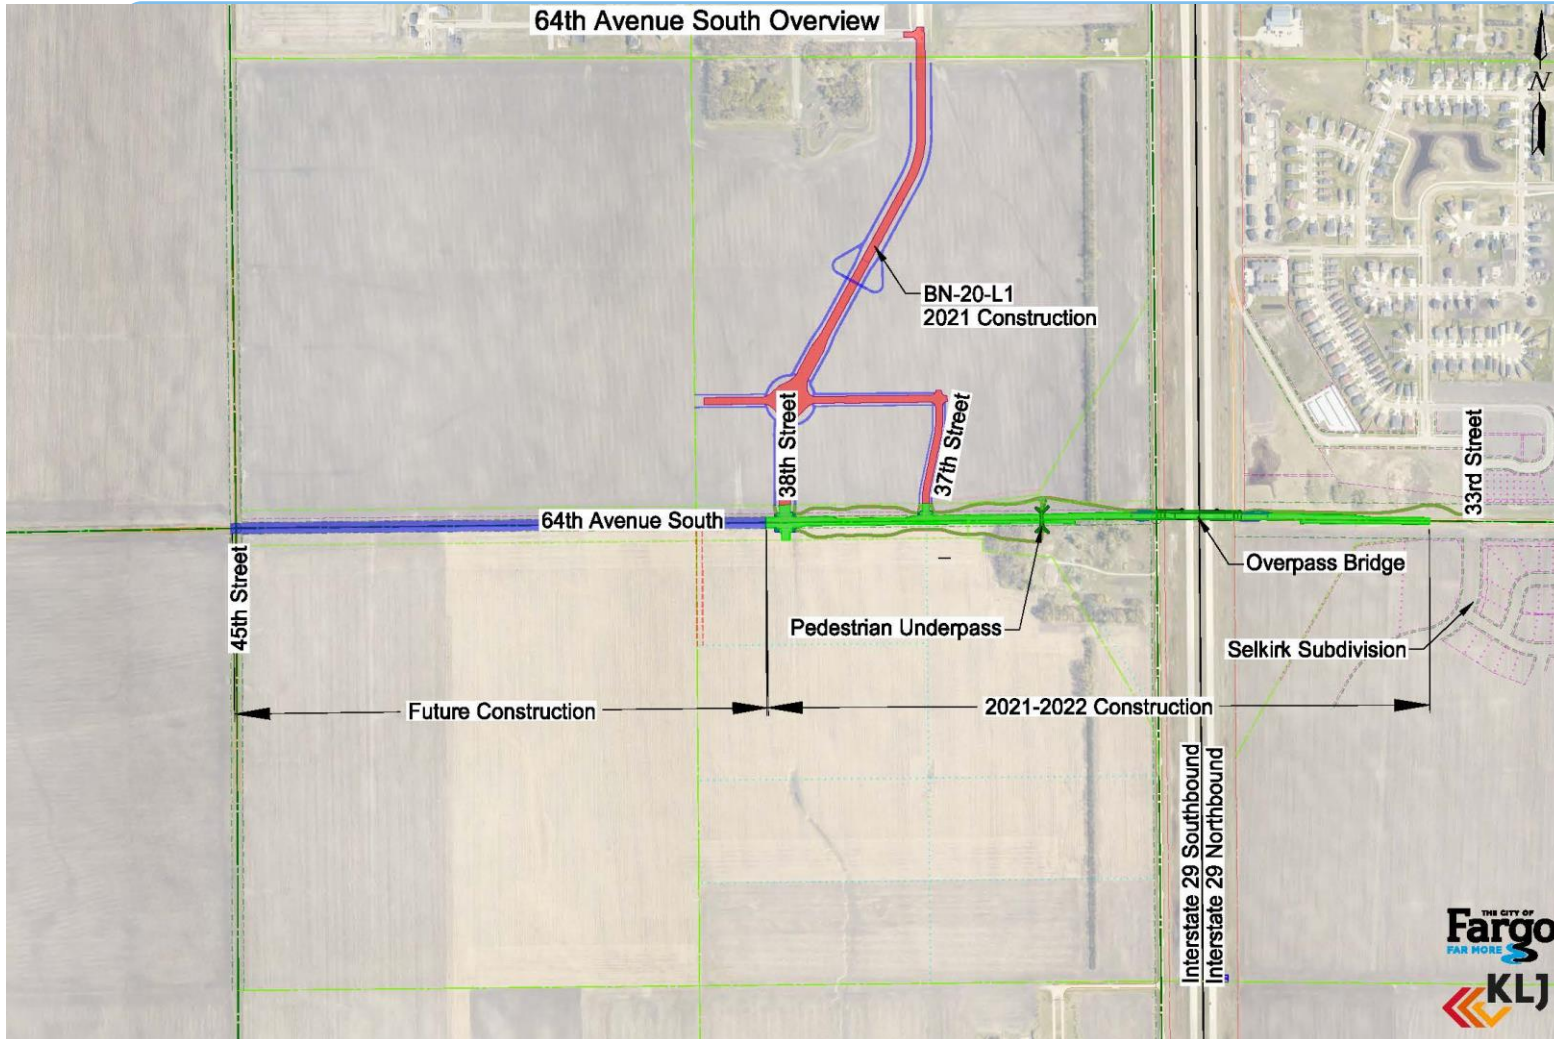 64th Avenue South Overview
N
BN-20-L1
2021 Construction
38th Street
37th Street
33rd Street
64th Avenue South
45th Street
Overpass Bridge
Pedestrian Underpass
Selkirk Subdivision
Future Construction
2021-2022 Construction
Interstate 29 Southbound
Interstate 29 Northbound
THE CITY OF
Fargo
FAR MORE
KLJ